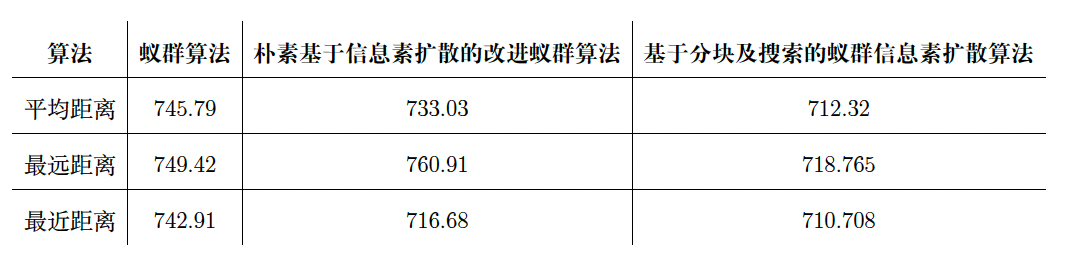 算法 蚁群算法 朴素基于信息素扩散的改进蚁群算法 基于分块及搜索的蚁群信息素扩散算法
平均距离 745.79 733.03 712.32
最远距离 749.42 760.91 718.765
最近距离 742.91 716.68 710.708